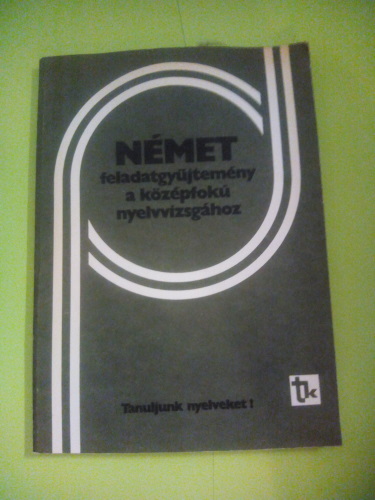 NÉMET
feladatgyűjtemény
a középfokú
nyelvvizsgához
Tanuljunk nyelveket!
tk